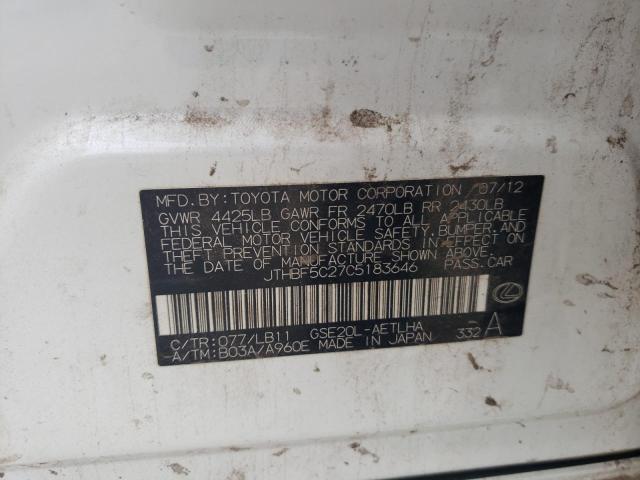 MFD. BY: TOYOTA MOTOR CORPORATION 07/12
GVWR 4425LB GAWR FR 2470LB RR 2430LB
THIS VEHICLE CONFORMS TO ALL APPLICABLE
FEDERAL MOTOR VEHICLE SAFETY, BUMPER, AND
THEFT PREVENTION STANDARDS IN EFFECT ON
THE DATE OF MANUFACTURE SHOWN ABOVE.
JTHBF5C27C5183646 PASS.CAR
C/TR: 077/LB11 GSE20L-AETLHA
A/TM: B03A/A960E MADE IN JAPAN 332 A